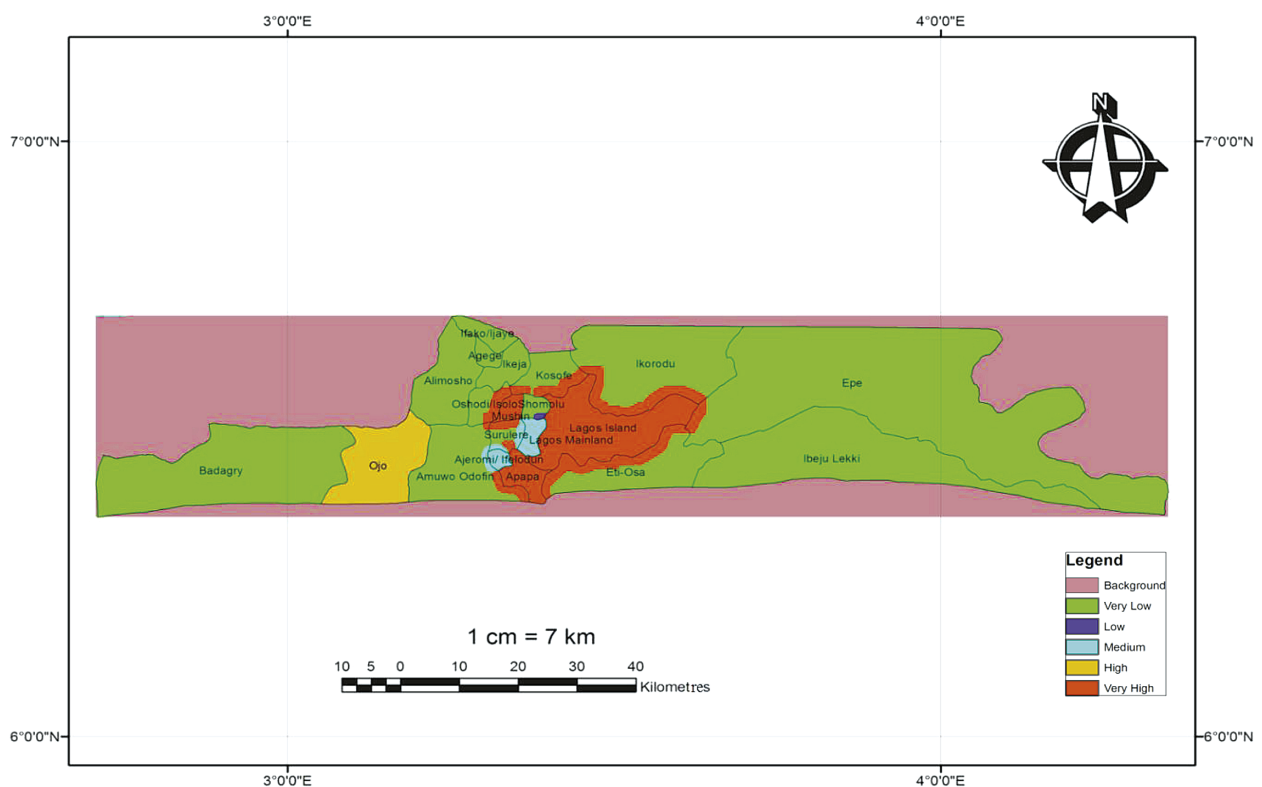 3°0'0"E 4°0'0"E
N
7°0'0"N 7°0'0"N
Ifako/Ijaye
Agege
Ikeja
Ikorodu
Kosofe
Alimosho
Epe
Oshodi/Isolo Shomolu
Mushin
Lagos Island
Surulere
Lagos Mainland
Ajeromi/ Ifelodun
Ibeju Lekki
Ojo
Badagry
Eti-Osa
Amuwo Odofin
Apapa
Legend
Background
Very Low
Low
Medium
High
Very High
1 cm = 7 km
10 5 0 10 20 30 40
Kilometres
6°0'0"N 6°0'0"N
3°0'0"E 4°0'0"E